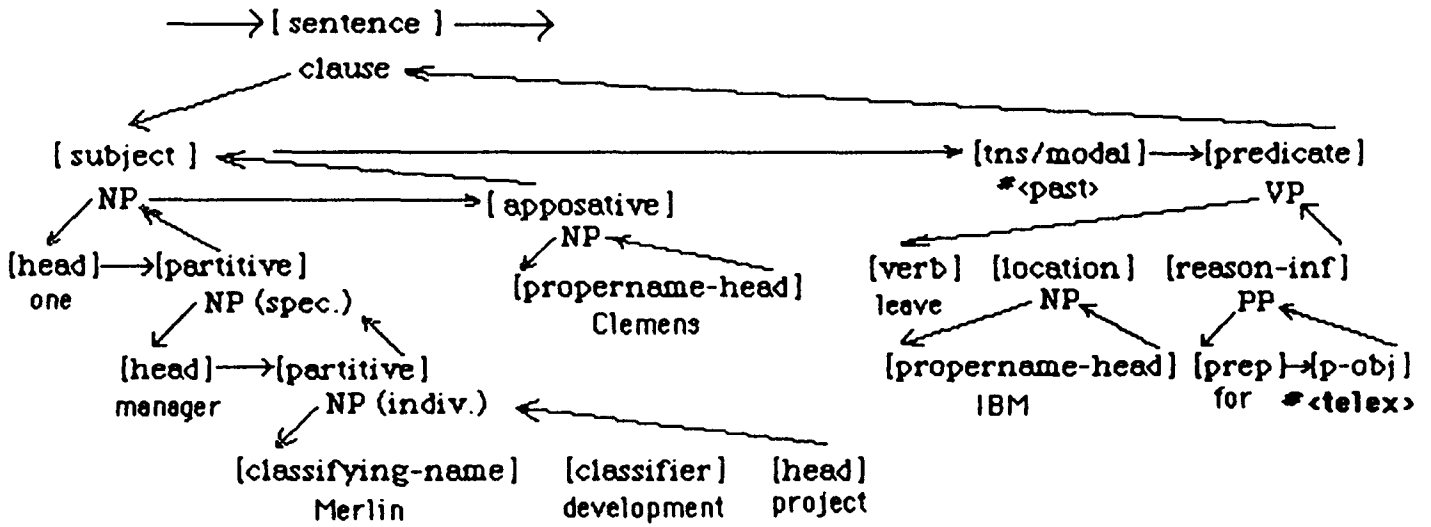 [ sentence ]
clause
[ subject ] [tns/modal] [predicate]
#<past> VP
NP [ apposative]
NP
[head] [partitive] [verb] [location] [reason-inf]
one NP (spec.) [propername-head] leave NP PP
Clemens
[head] [partitive] [propername-head] [prep] [p-obj]
manager NP (indiv.) IBM for #<telex>
[classifying-name] [classifier] [head]
Merlin development project